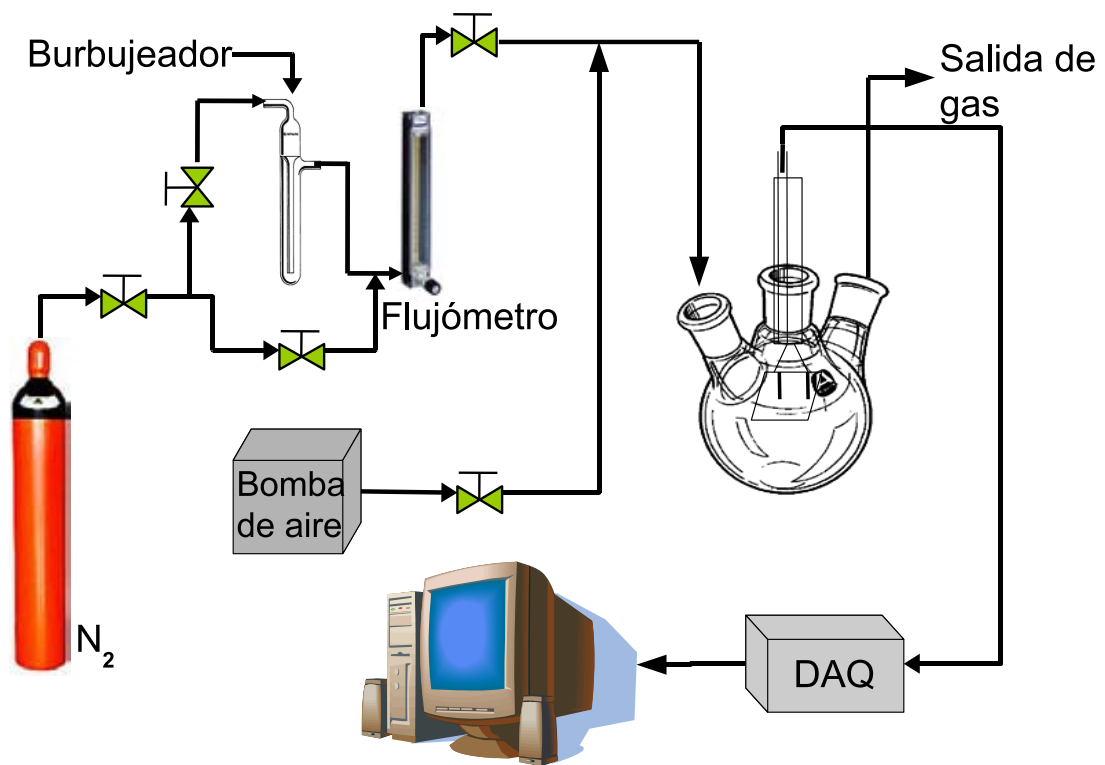 Burbujeador
Salida de
gas
Flujómetro
Bomba
de aire
N₂
DAQ